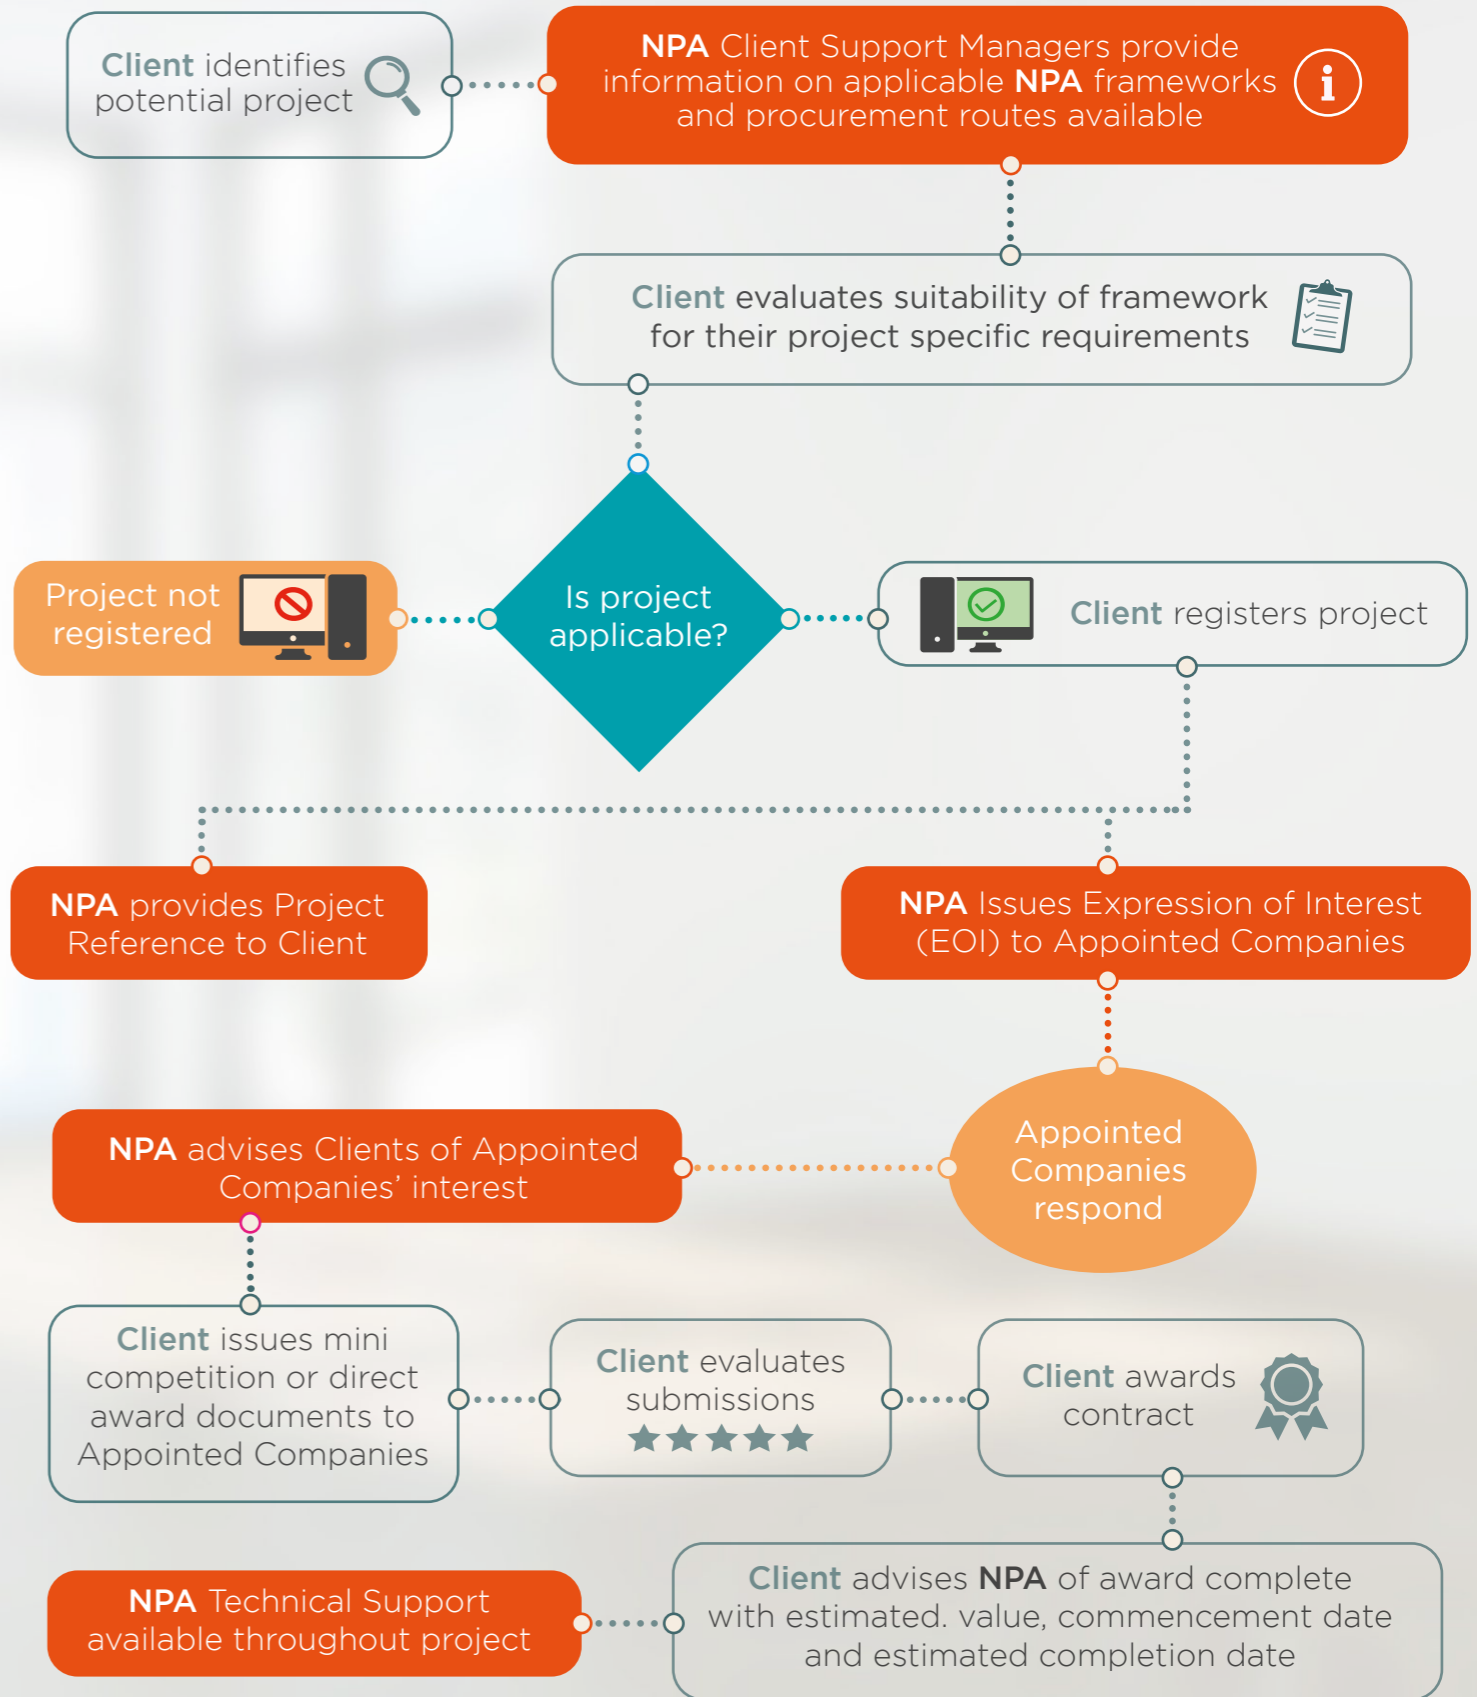 Client identifies
potential project
NPA Client Support Managers provide
information on applicable NPA frameworks
and procurement routes available
i
Client evaluates suitability of framework
for their project specific requirements
Project not
registered
Is project
applicable?
Client registers project
NPA provides Project
Reference to Client
NPA Issues Expression of Interest
(EOI) to Appointed Companies
Appointed
Companies
respond
NPA advises Clients of Appointed
Companies’ interest
Client issues mini
competition or direct
award documents to
Appointed Companies
Client evaluates
submissions
Client awards
contract
Client advises NPA of award complete
with estimated. value, commencement date
and estimated completion date
NPA Technical Support
available throughout project